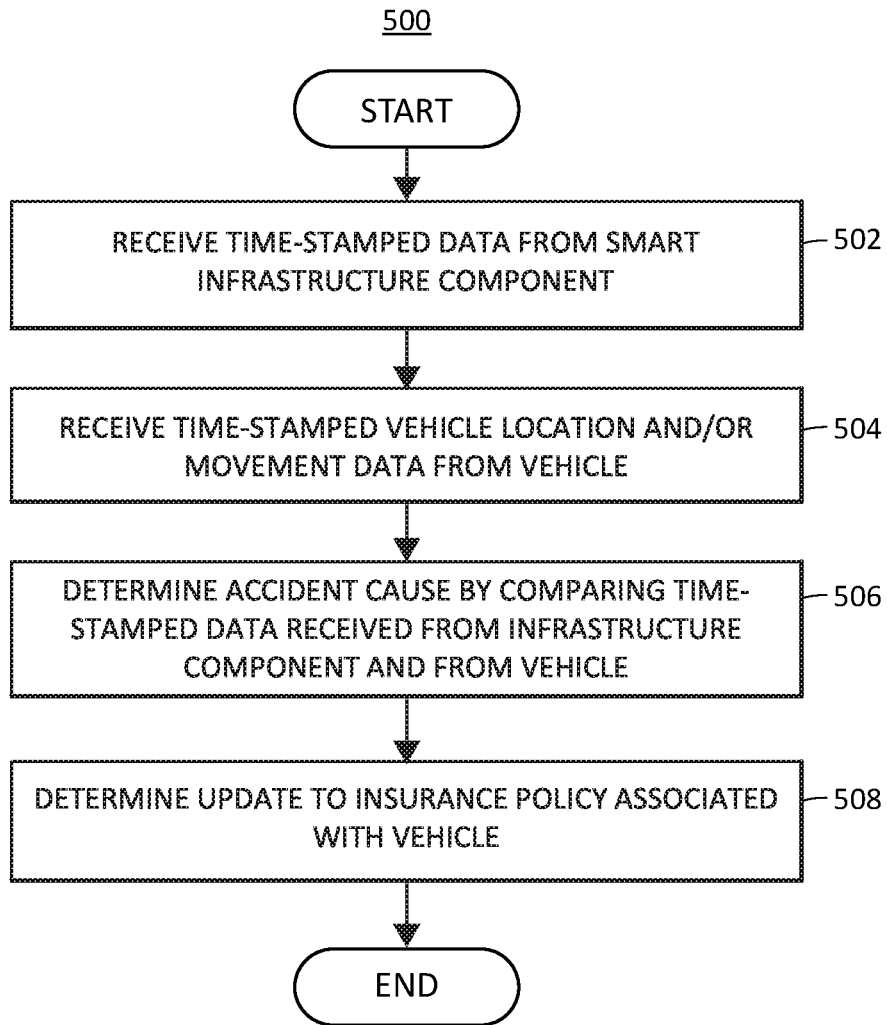 500
START
RECEIVE TIME-STAMPED DATA FROM SMART
INFRASTRUCTURE COMPONENT
502
RECEIVE TIME-STAMPED VEHICLE LOCATION AND/OR
MOVEMENT DATA FROM VEHICLE
504
DETERMINE ACCIDENT CAUSE BY COMPARING TIME-
STAMPED DATA RECEIVED FROM INFRASTRUCTURE
COMPONENT AND FROM VEHICLE
506
DETERMINE UPDATE TO INSURANCE POLICY ASSOCIATED
WITH VEHICLE
508
END